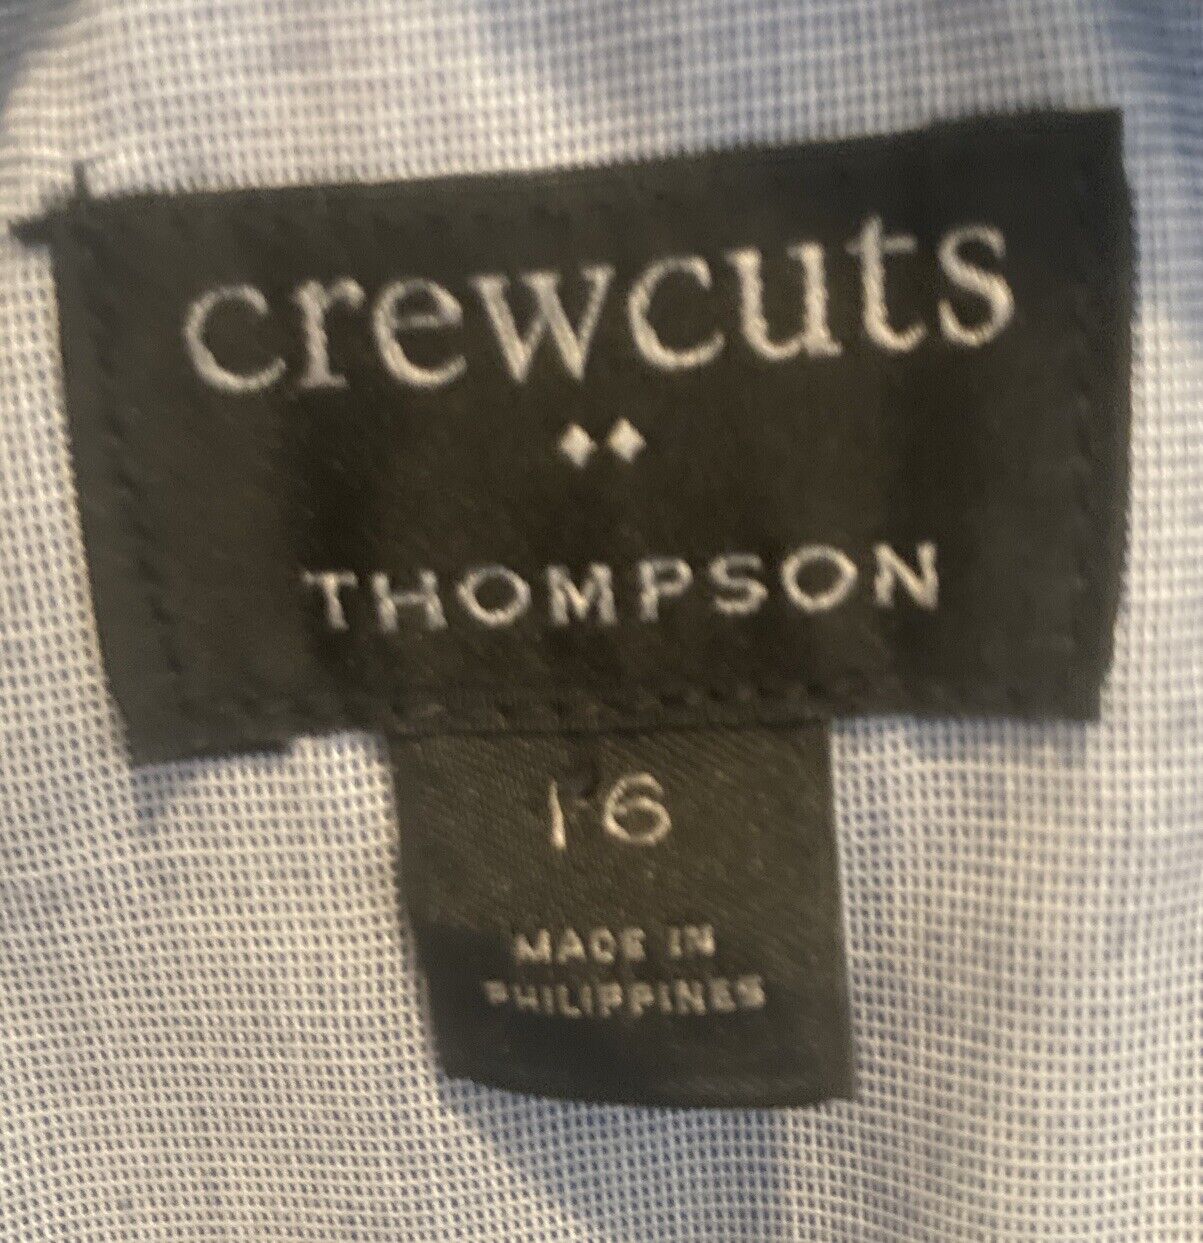 crewcuts
THOMPSON
16
MADE IN
PHILIPPINES